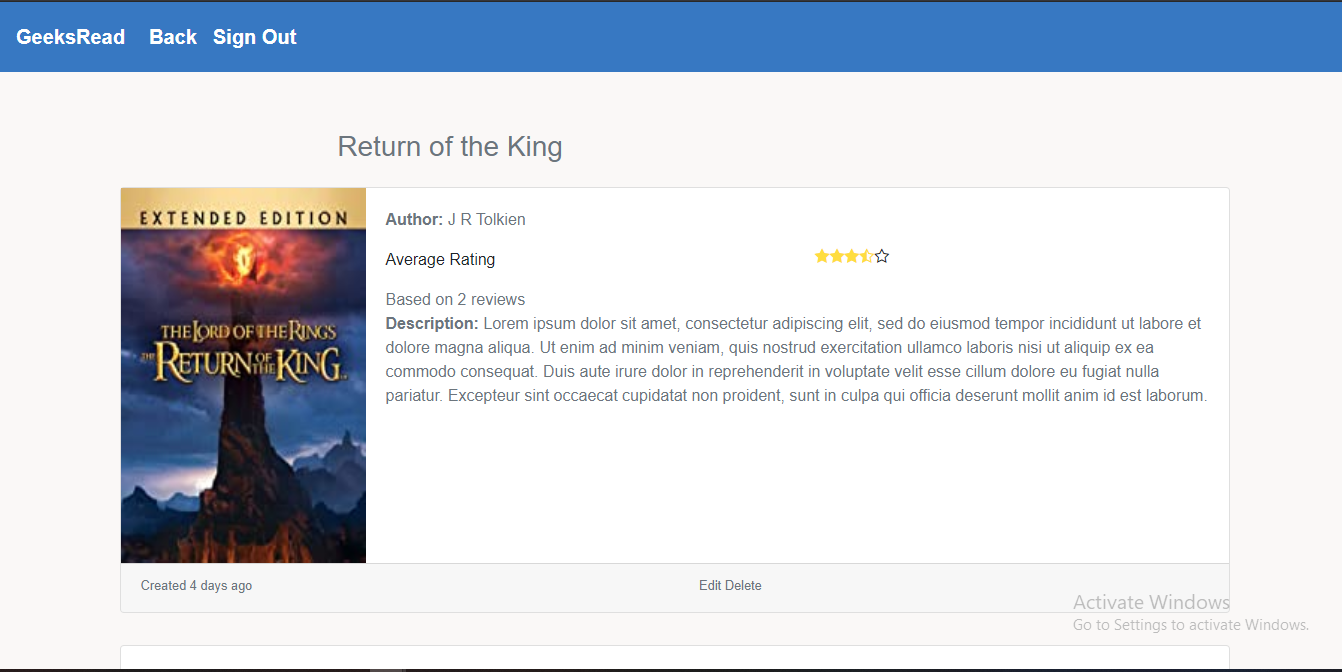 GeeksRead Back Sign Out
Return of the King
EXTENDED EDITION
THE LORD OF THE RINGS
THE RETURN OF THE KING
Author: J R Tolkien
Average Rating
Based on 2 reviews
Description: Lorem ipsum dolor sit amet, consectetur adipiscing elit, sed do eiusmod tempor incididunt ut labore et
dolore magna aliqua. Ut enim ad minim veniam, quis nostrud exercitation ullamco laboris nisi ut aliquip ex ea
commodo consequat. Duis aute irure dolor in reprehenderit in voluptate velit esse cillum dolore eu fugiat nulla
pariatur. Excepteur sint occaecat cupidatat non proident, sunt in culpa qui officia deserunt mollit anim id est laborum.
Created 4 days ago
Edit Delete
Activate Windows
Go to Settings to activate Windows.